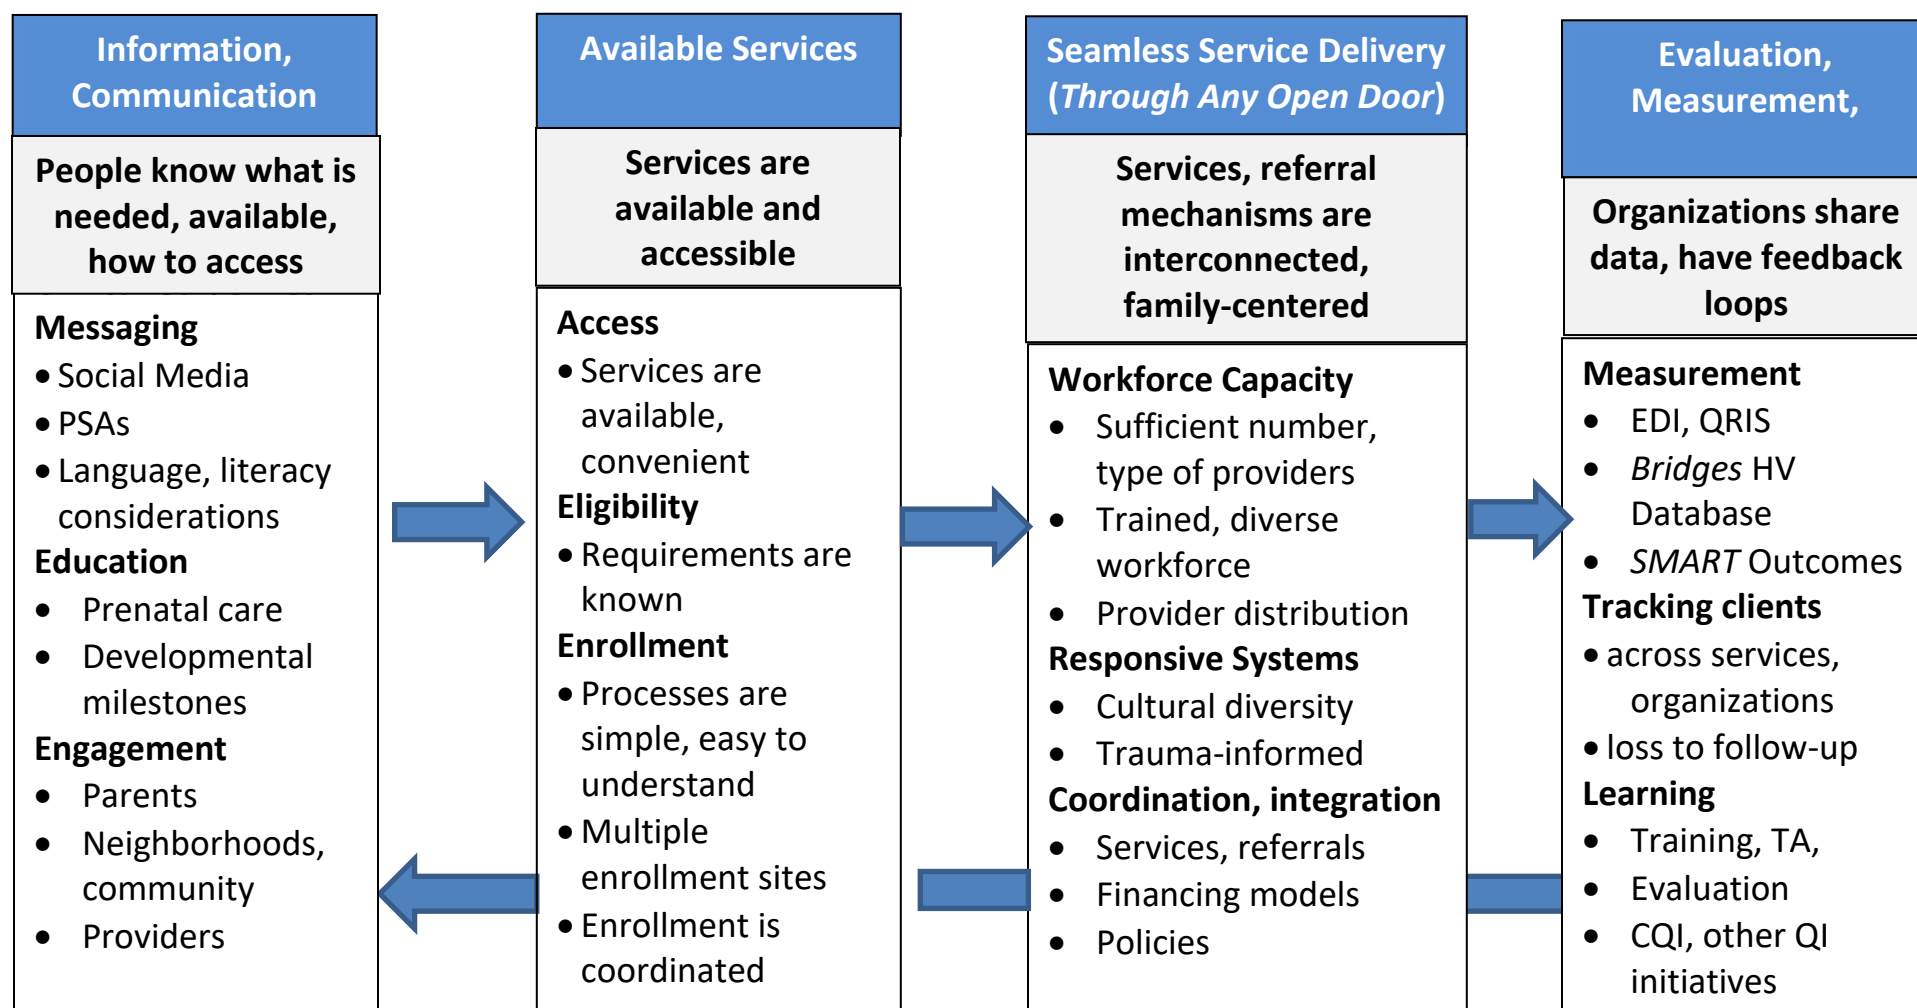 Information,
Communication
People know what is
needed, available,
how to access
Messaging
• Social Media
• PSAs
• Language, literacy
considerations
Education
• Prenatal care
• Developmental
milestones
Engagement
• Parents
• Neighborhoods,
community
• Providers
Available Services
Services are
available and
accessible
Access
• Services are
available,
convenient
Eligibility
• Requirements are
known
Enrollment
• Processes are
simple, easy to
understand
• Multiple
enrollment sites
• Enrollment is
coordinated
Seamless Service Delivery
(Through Any Open Door)
Services, referral
mechanisms are
interconnected,
family-centered
Workforce Capacity
• Sufficient number,
type of providers
• Trained, diverse
workforce
• Provider distribution
Responsive Systems
• Cultural diversity
• Trauma-informed
Coordination, integration
• Services, referrals
• Financing models
• Policies
Evaluation,
Measurement,
Organizations share
data, have feedback
loops
Measurement
• EDI, QRIS
• Bridges HV
Database
• SMART Outcomes
Tracking clients
• across services,
organizations
• loss to follow-up
Learning
• Training, TA,
• Evaluation
• CQI, other QI
initiatives